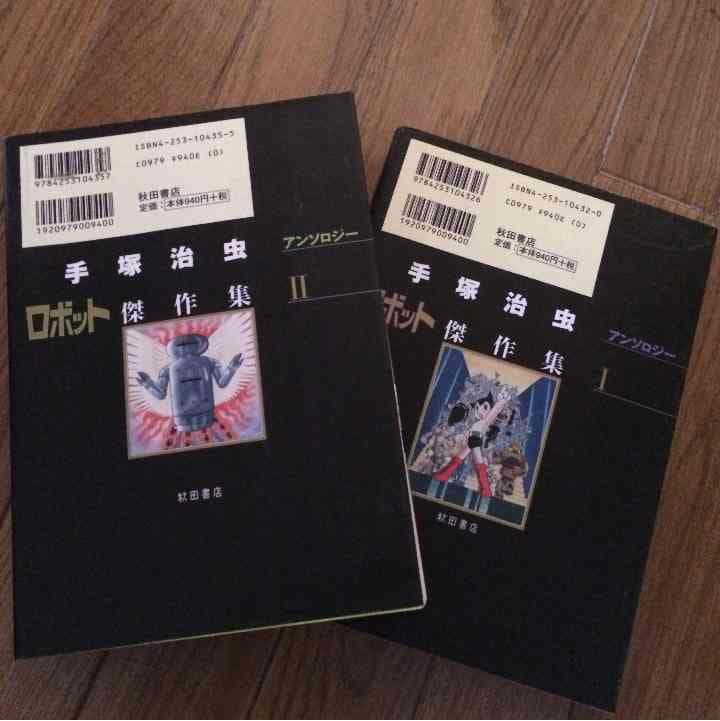 ISBN4-253-10435-5
C0979 ¥940E (0)
9784253104357
秋田書店
定価:本体940円+税
1920979009400
アンソロジー
手塚治虫
II
ロボット傑作集
秋田書店
ISBN4-253-10432-0
C0979 ¥940E (0)
9784253104326
秋田書店
定価:本体940円+税
1920979009400
手塚治虫
アンソロジー
ロボット傑作集
I
秋田書店